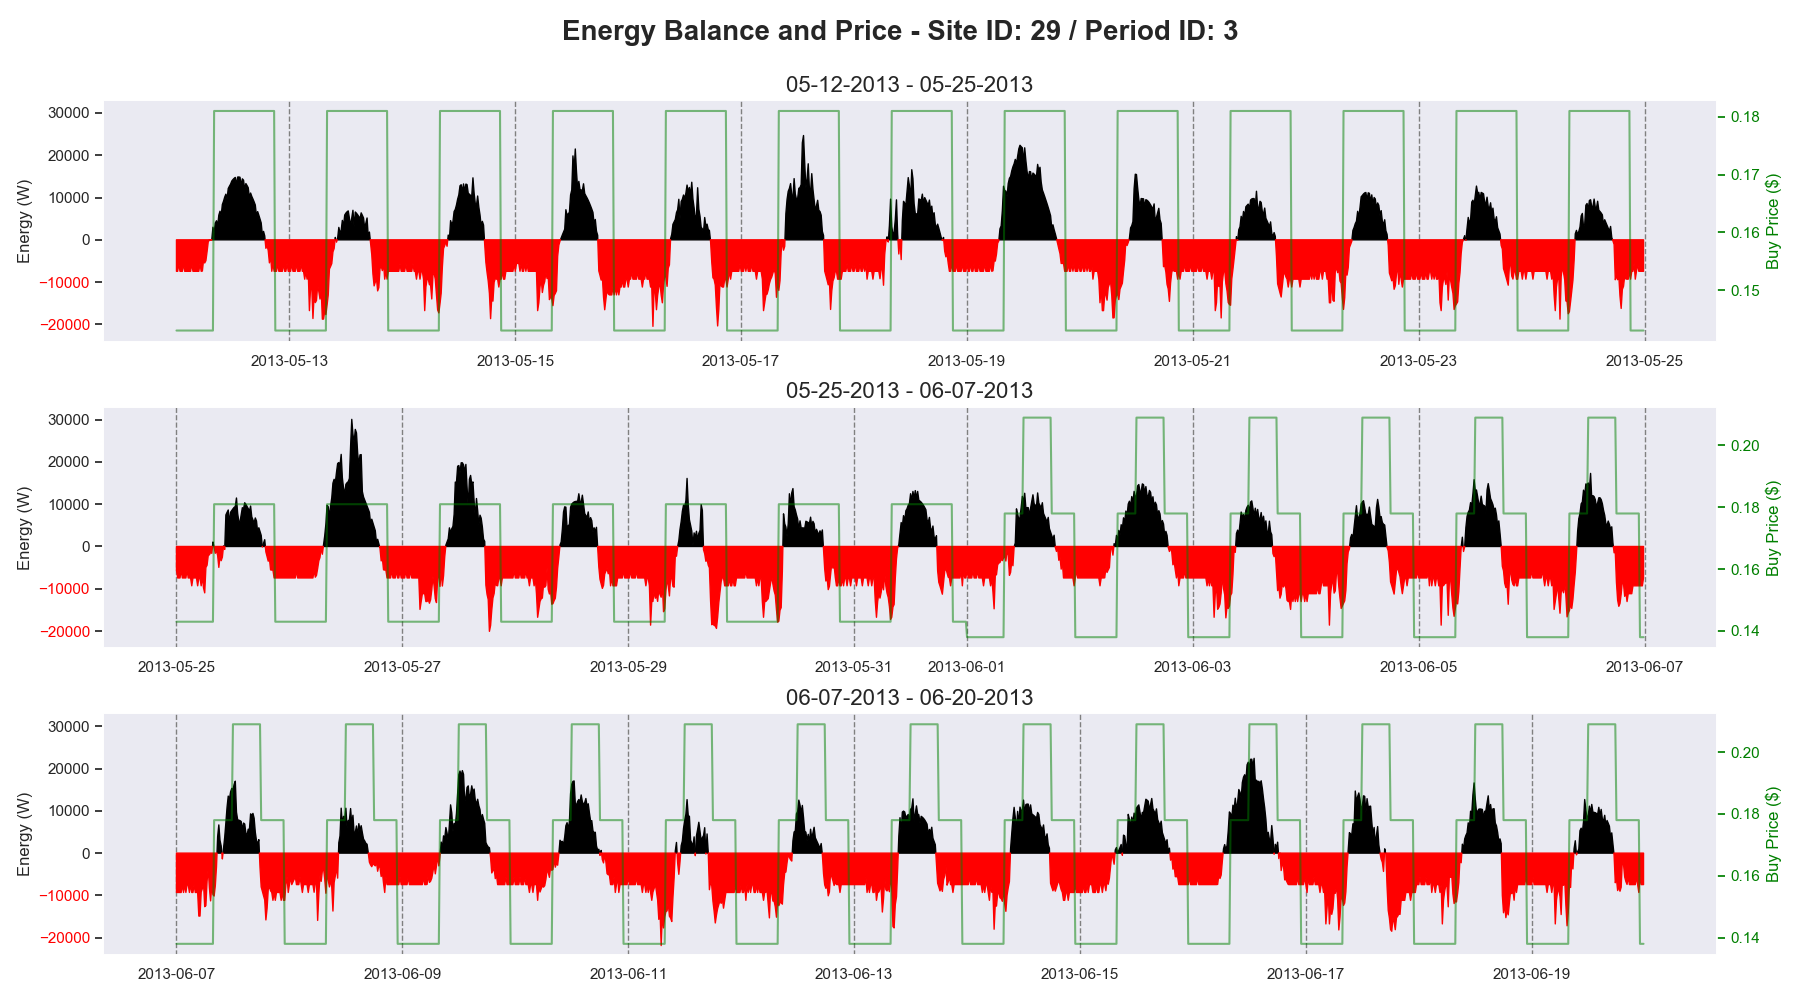 Energy Balance and Price - Site ID: 29 / Period ID: 3
05-12-2013 - 05-25-2013
Energy (W)
30000
20000
10000
0
−10000
−20000
0.18
0.17
0.16
0.15
Buy Price ($)
2013-05-13 2013-05-15 2013-05-17 2013-05-19 2013-05-21 2013-05-23 2013-05-25
05-25-2013 - 06-07-2013
Energy (W)
30000
20000
10000
0
−10000
−20000
0.20
0.18
0.16
0.14
Buy Price ($)
2013-05-25 2013-05-27 2013-05-29 2013-05-31 2013-06-01 2013-06-03 2013-06-05 2013-06-07
06-07-2013 - 06-20-2013
Energy (W)
30000
20000
10000
0
−10000
−20000
0.20
0.18
0.16
0.14
Buy Price ($)
2013-06-07 2013-06-09 2013-06-11 2013-06-13 2013-06-15 2013-06-17 2013-06-19